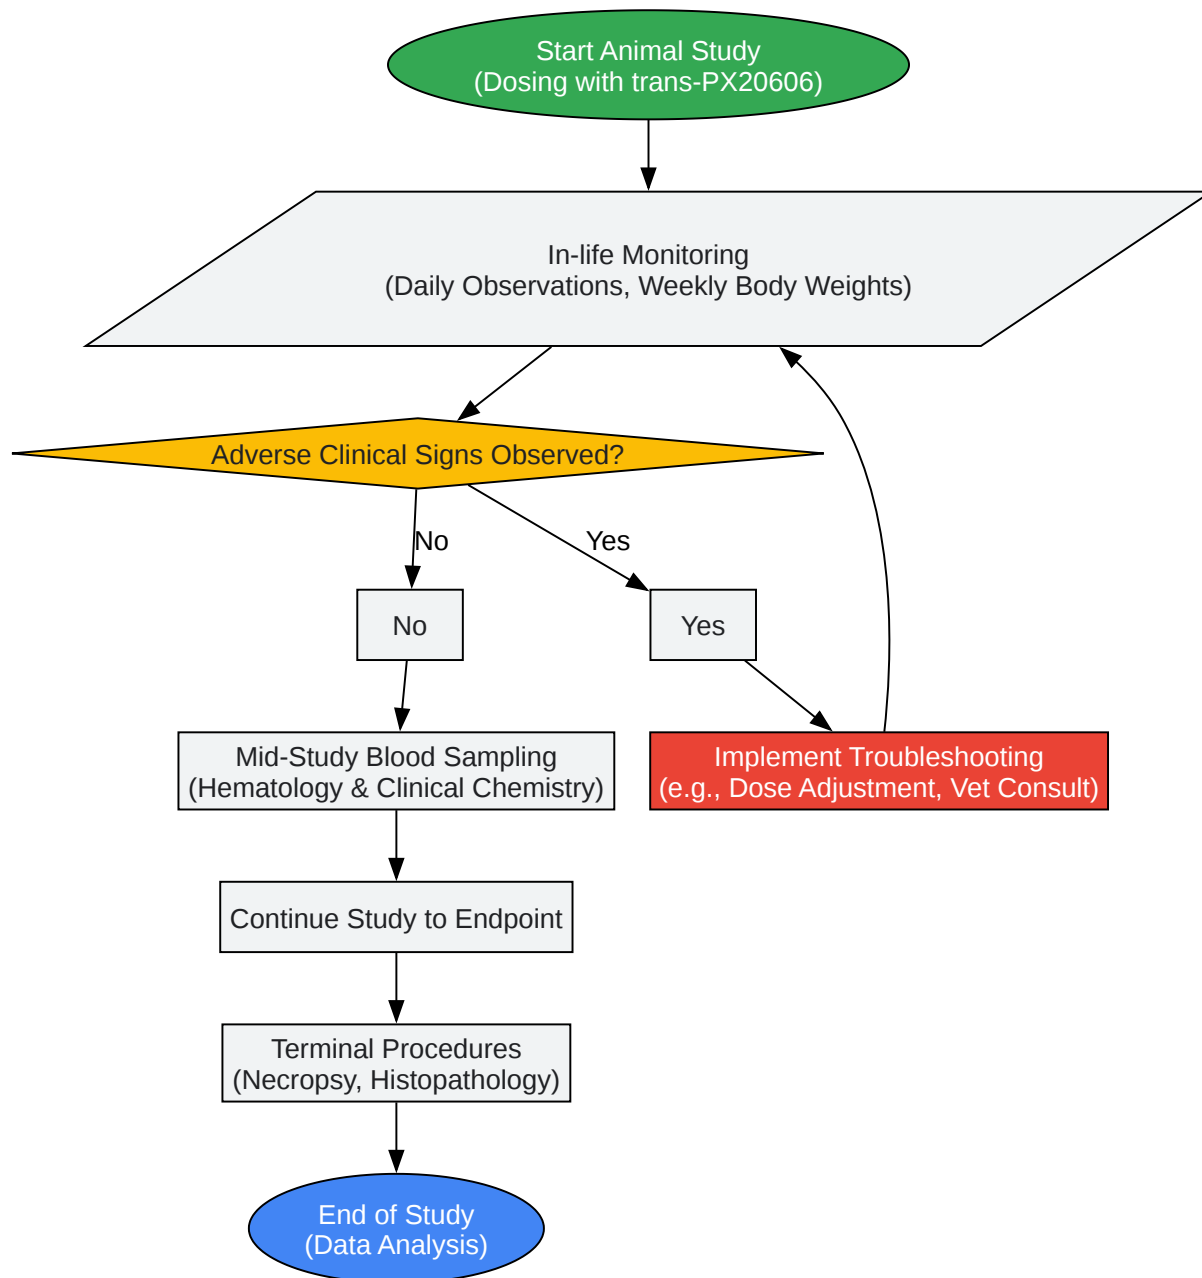 Start Animal Study
(Dosing with trans-PX20606)
In-life Monitoring
(Daily Observations, Weekly Body Weights)
Adverse Clinical Signs Observed?
No
Yes
No
Yes
Mid-Study Blood Sampling
(Hematology & Clinical Chemistry)
Implement Troubleshooting
(e.g., Dose Adjustment, Vet Consult)
Continue Study to Endpoint
Terminal Procedures
(Necropsy, Histopathology)
End of Study
(Data Analysis)